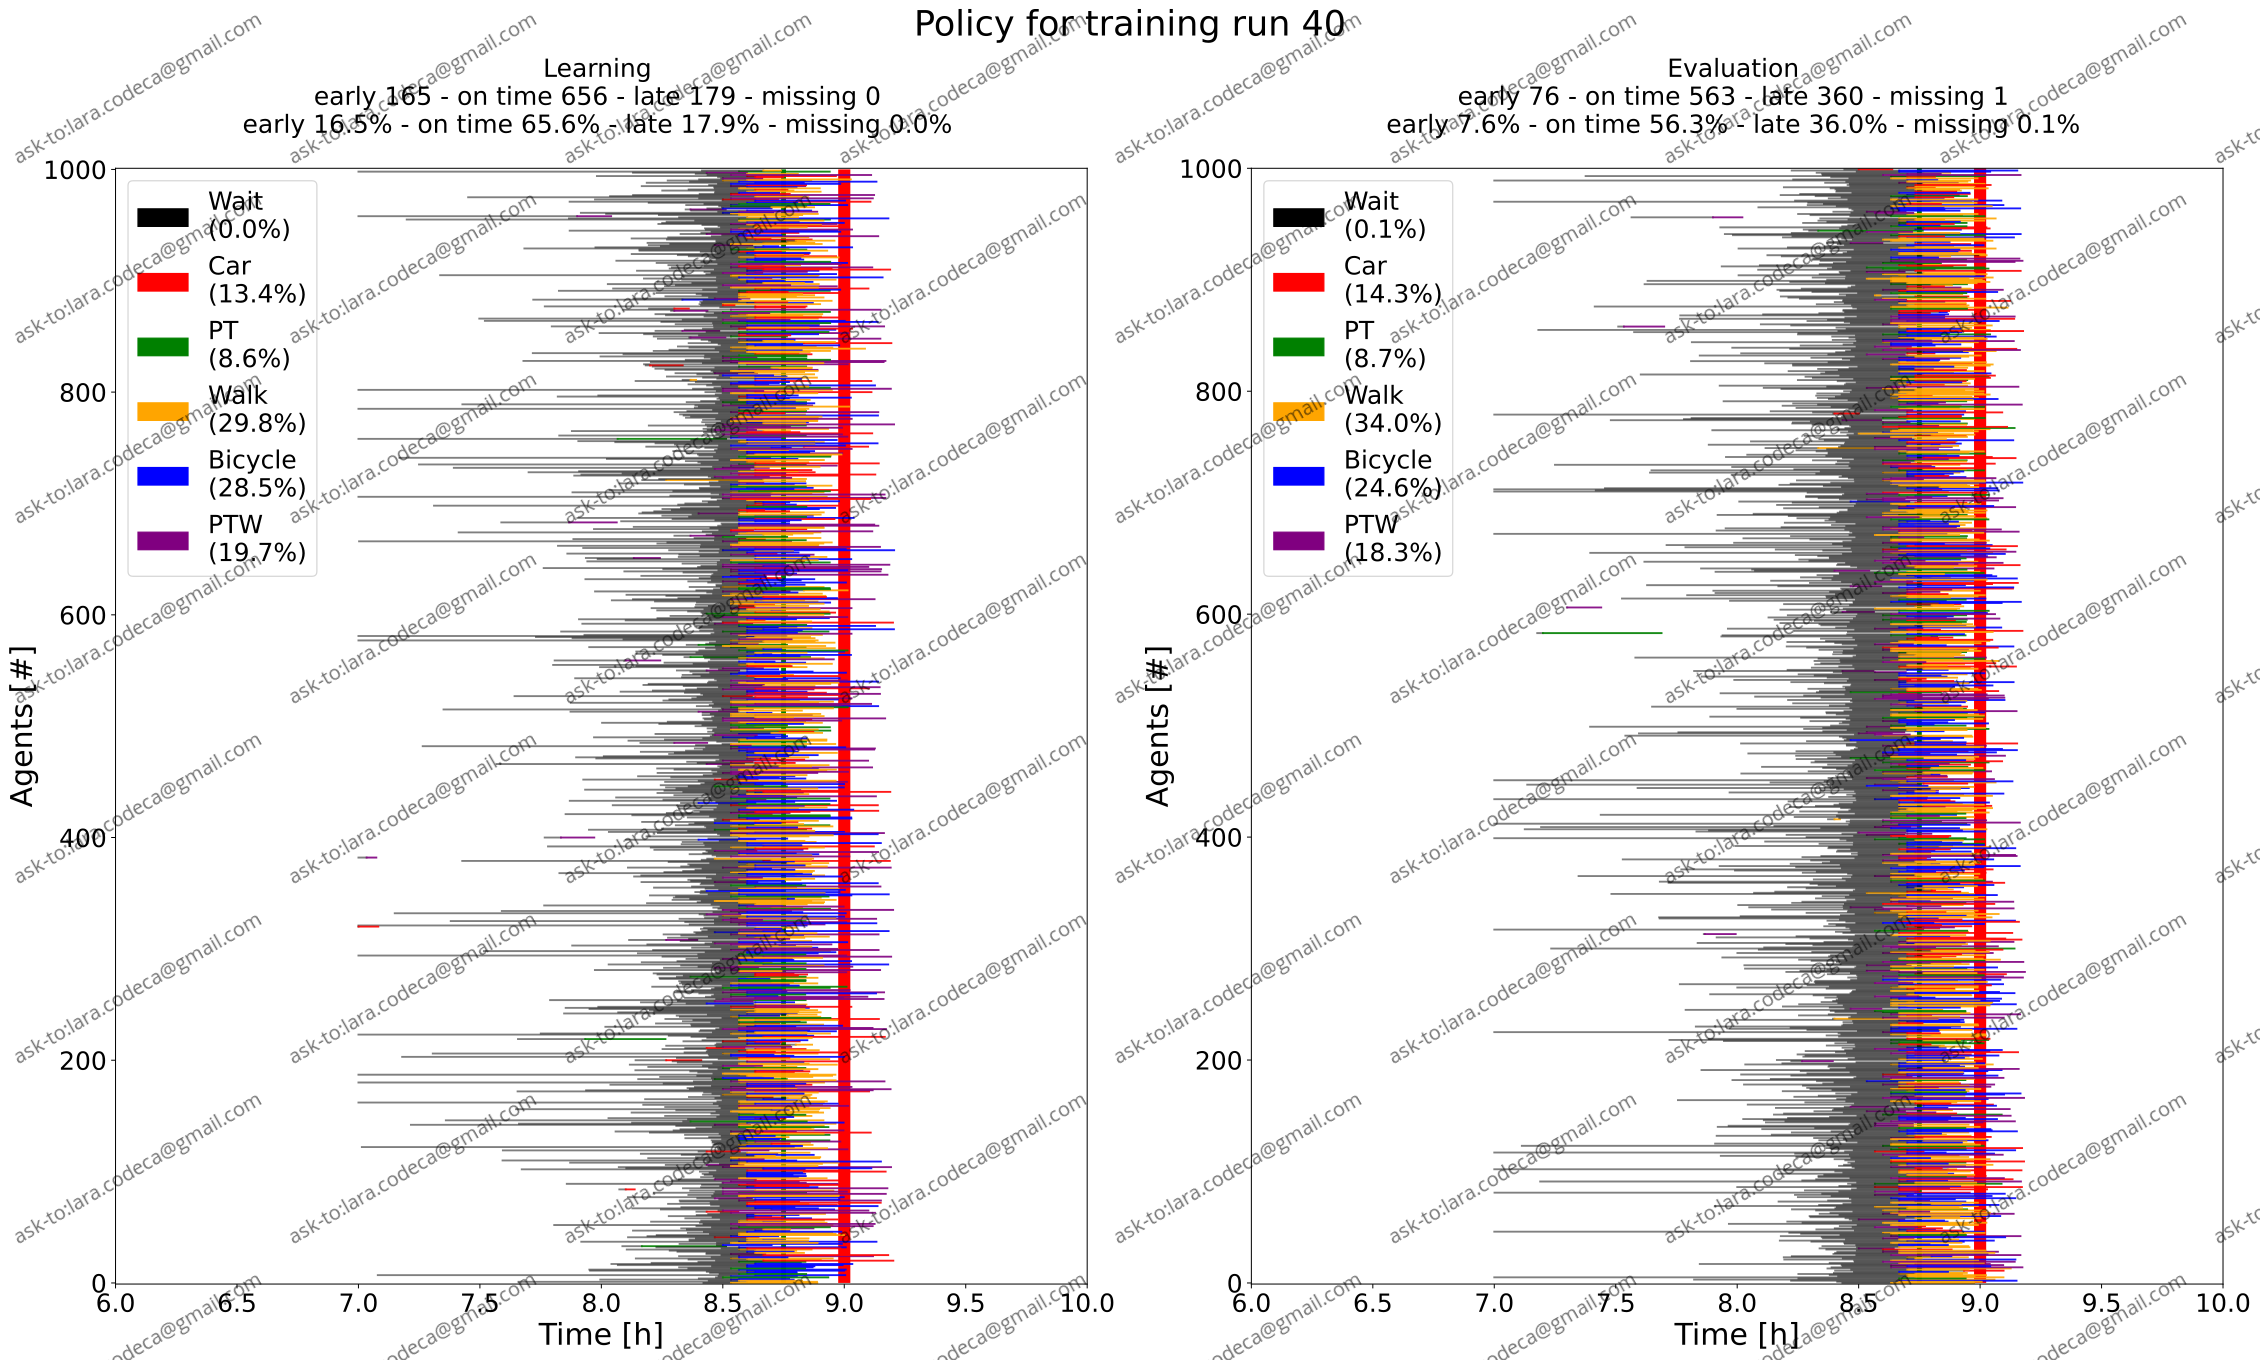 Policy for training run 40
Learning
early 165 - on time 656 - late 179 - missing 0
early 16.5% - on time 65.6% - late 17.9% - missing 0.0%
1000
800
600
400
200
0
Agents [#]
Wait
(0.0%)
Car
(13.4%)
PT
(8.6%)
Walk
(29.8%)
Bicycle
(28.5%)
PTW
(19.7%)
6.0 6.5 7.0 7.5 8.0 8.5 9.0 9.5 10.0
Time [h]
Evaluation
early 76 - on time 563 - late 360 - missing 1
early 7.6% - on time 56.3% - late 36.0% - missing 0.1%
1000
800
600
400
200
0
Agents [#]
Wait
(0.1%)
Car
(14.3%)
PT
(8.7%)
Walk
(34.0%)
Bicycle
(24.6%)
PTW
(18.3%)
6.0 6.5 7.0 7.5 8.0 8.5 9.0 9.5 10.0
Time [h]
ask-to:lara.codeca@gmail.com